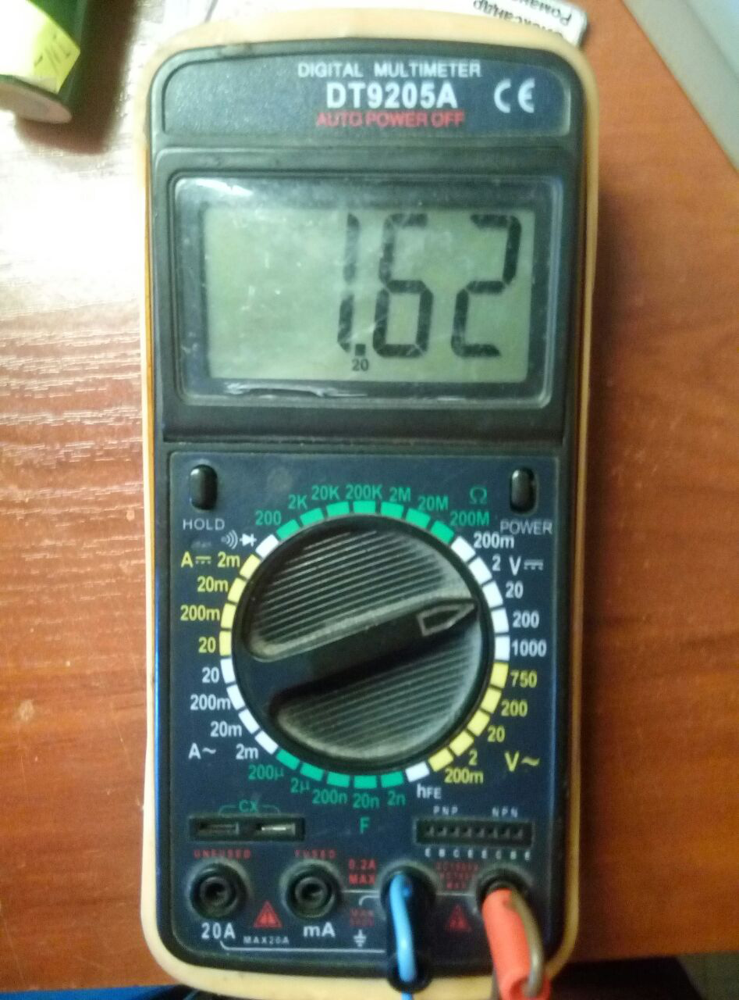 Романо
DIGITAL MULTIMETER
DT9205A CE
AUTO POWER OFF
1.62
20
HOLD
POWER
200 2K 20K 200K 2M 20M 200M Ω
200m
2 V
20
200
1000
750
200
20
2
200m
V~
hFE
A 2m
20m
200m
20
20
200m
20m
2m
A~
200µ 2µ 200n 20n 2n
F
CX
PNP NPN
E B C E E C B E
UNFUSED FUSED
0.2A
MAX
20A MAX20A mA